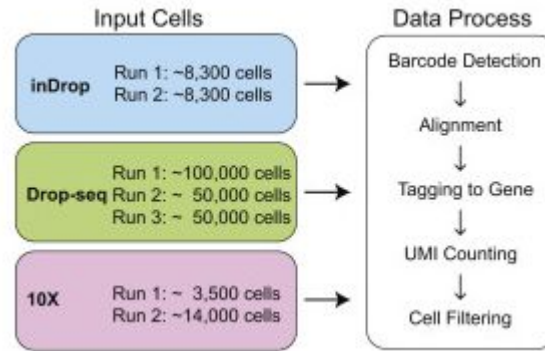 Input Cells
inDrop
Run 1: ~8,300 cells
Run 2: ~8,300 cells
Drop-seq
Run 1: ~100,000 cells
Run 2: ~ 50,000 cells
Run 3: ~ 50,000 cells
10X
Run 1: ~ 3,500 cells
Run 2: ~14,000 cells
Data Process
Barcode Detection
Alignment
Tagging to Gene
UMI Counting
Cell Filtering